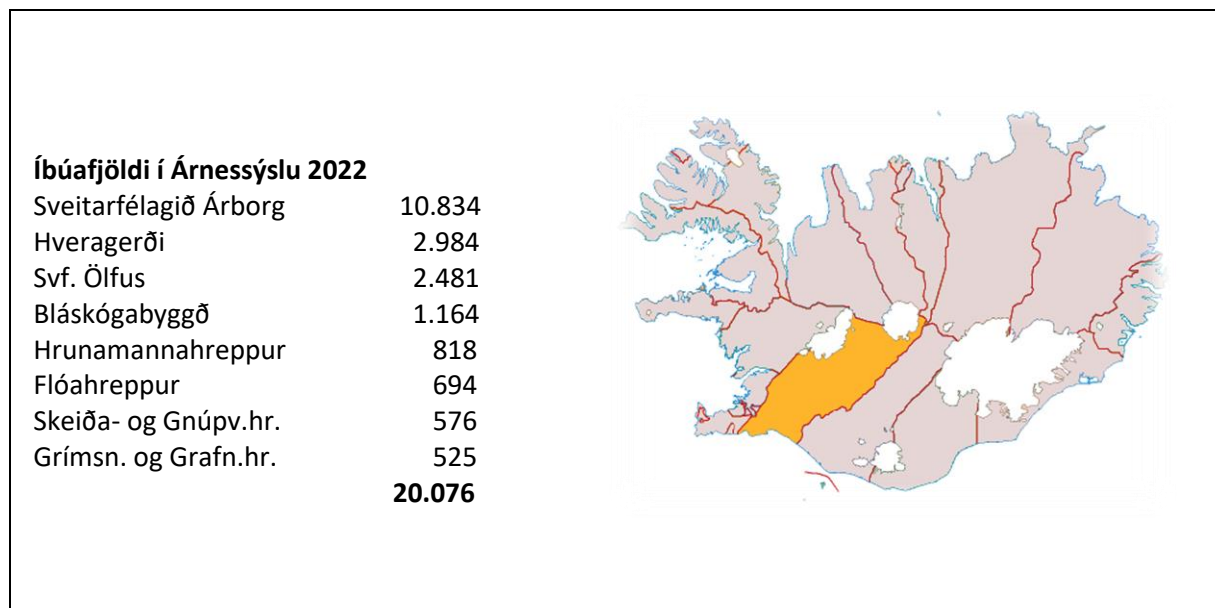 Íbúafjöldi í Árnessýslu 2022
Sveitarfélagið Árborg 10.834
Hveragerði 2.984
Svf. Ölfus 2.481
Bláskógabyggð 1.164
Hrunamannahreppur 818
Flóahreppur 694
Skeiða- og Gnúpv.hr. 576
Grímsn. og Grafn.hr. 525
20.076